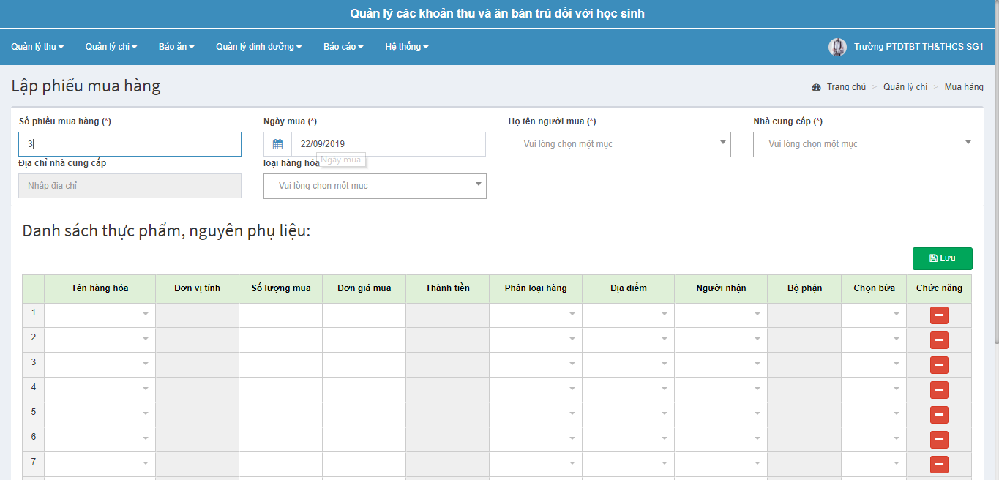 Quản lý các khoản thu và ăn bán trú đối với học sinh
Quản lý thu Quản lý chi Báo ăn Quản lý dinh dưỡng Báo cáo Hệ thống Trường PTDTBT TH&THCS SG1
Lập phiếu mua hàng Trang chủ > Quản lý chi > Mua hàng
Số phiếu mua hàng (*) Ngày mua (*) Họ tên người mua (*) Nhà cung cấp (*)
3 22/09/2019 Vui lòng chọn một mục Vui lòng chọn một mục
Ngày mua
Địa chỉ nhà cung cấp loại hàng hóa
Nhập địa chỉ Vui lòng chọn một mục
Danh sách thực phẩm, nguyên phụ liệu:
Lưu
Tên hàng hóa Đơn vị tính Số lượng mua Đơn giá mua Thành tiền Phân loại hàng Địa điểm Người nhận Bộ phận Chọn bữa Chức năng
1
2
3
4
5
6
7